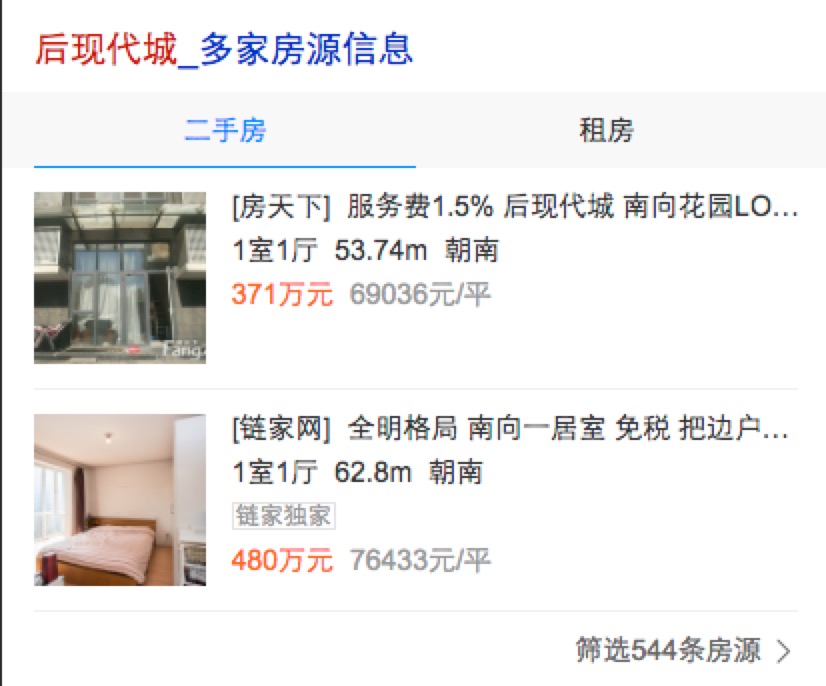 后现代城_多家房源信息
二手房 租房
[房天下] 服务费1.5% 后现代城 南向花园LO...
1室1厅 53.74m 朝南
371万元 69036元/平
Fang.
[链家网] 全明格局 南向一居室 免税 把边户...
1室1厅 62.8m 朝南
链家独家
480万元 76433元/平
筛选544条房源 >